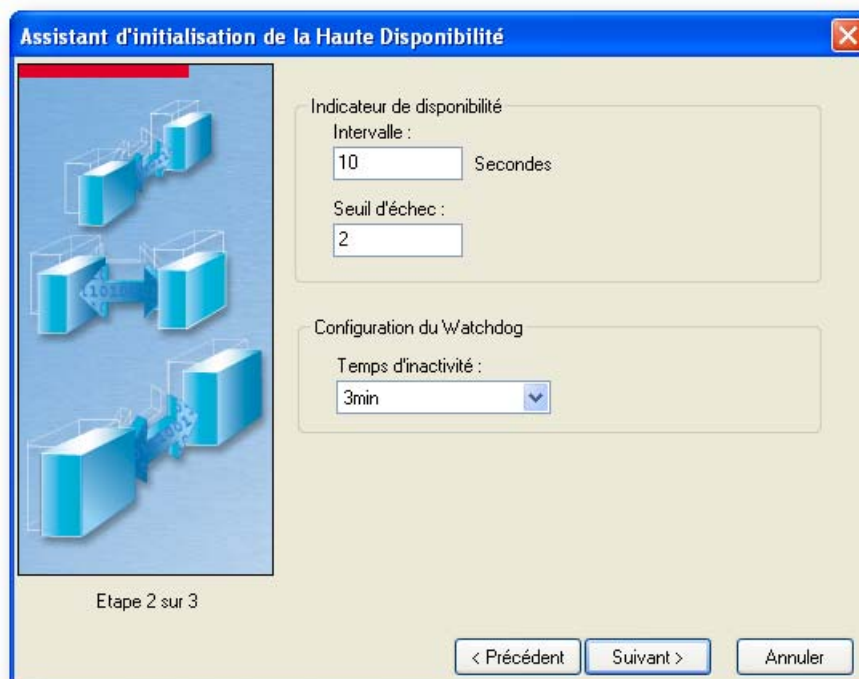 Assistant d'initialisation de la Haute Disponibilité
Indicateur de disponibilité
Intervalle :
10 Secondes
Seuil d'échec :
2
Configuration du Watchdog
Temps d'inactivité :
3min
Etape 2 sur 3
< Précédent Suivant > Annuler